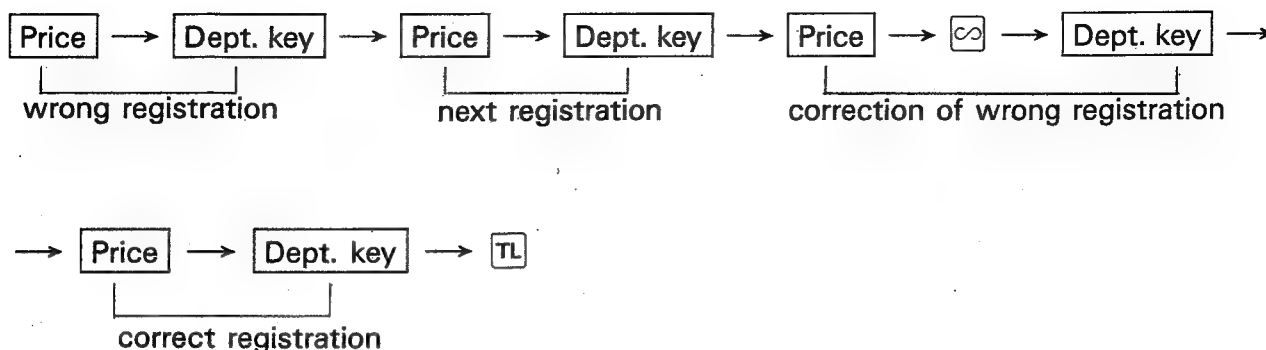 Price → Dept. key → Price → Dept. key → Price → ∽ → Dept. key →
wrong registration next registration correction of wrong registration
→ Price → Dept. key → TL
correct registration